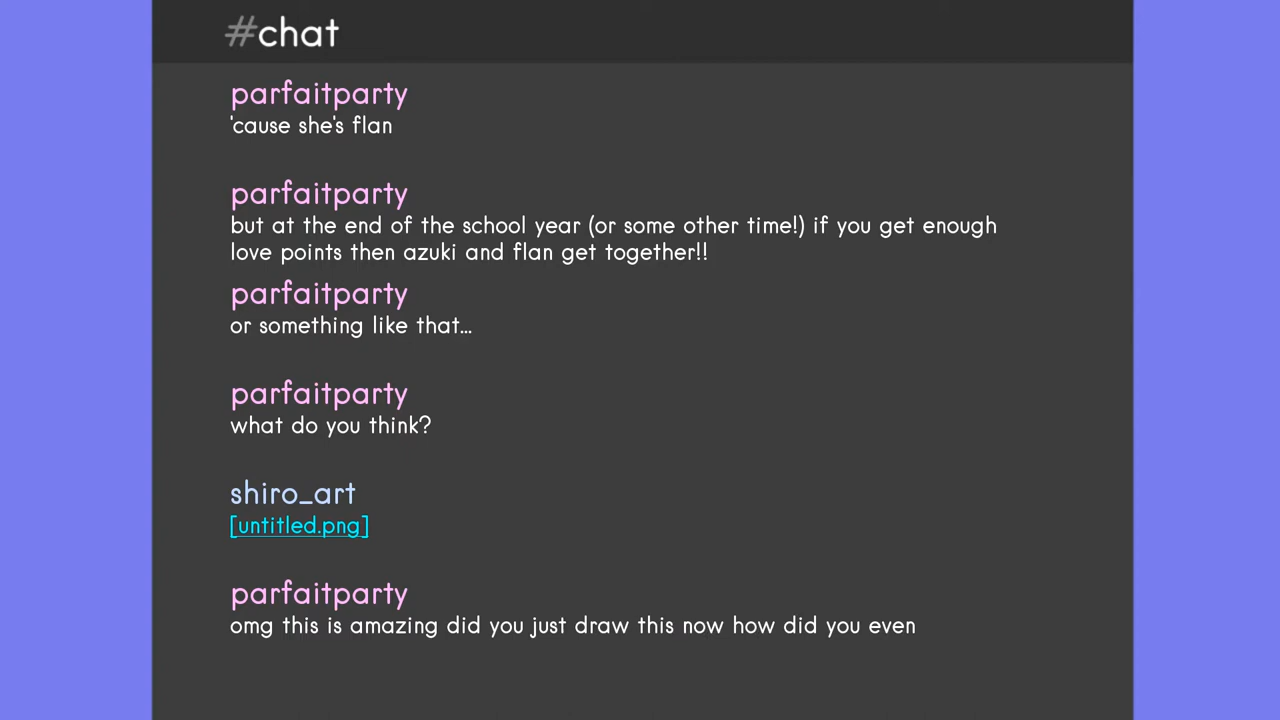 #chat
parfaitparty
'cause she's flan
parfaitparty
but at the end of the school year (or some other time!) if you get enough
love points then azuki and flan get together!!
parfaitparty
or something like that...
parfaitparty
what do you think?
shiro_art
[untitled.png]
parfaitparty
omg this is amazing did you just draw this now how did you even